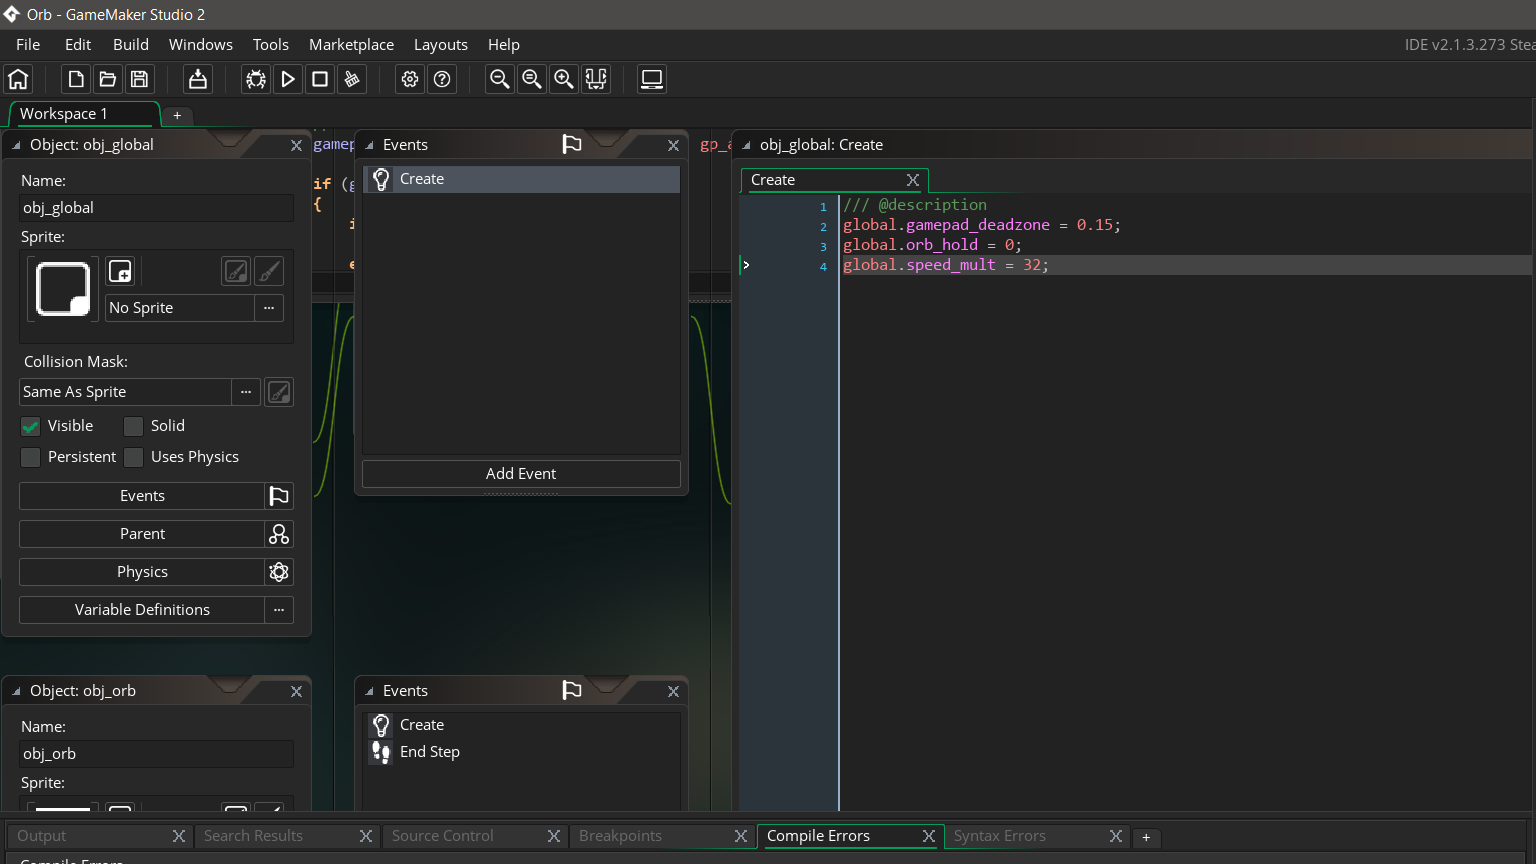 Orb - GameMaker Studio 2
File Edit Build Windows Tools Marketplace Layouts Help
IDE v2.1.3.273
Workspace 1 +
Object: obj_global
Name:
obj_global
Sprite:
No Sprite ...
Collision Mask:
Same As Sprite ...
Visible Solid
Persistent Uses Physics
Events
Parent
Physics
Variable Definitions ...
if (
{
Events
Create
Add Event
obj_global: Create
Create
1 /// @description
2 global.gamepad_deadzone = 0.15;
3 global.orb_hold = 0;
4 global.speed_mult = 32;
Object: obj_orb
Name:
obj_orb
Sprite:
Events
Create
End Step
Output Search Results Source Control Breakpoints Compile Errors Syntax Errors +
Compile Errors